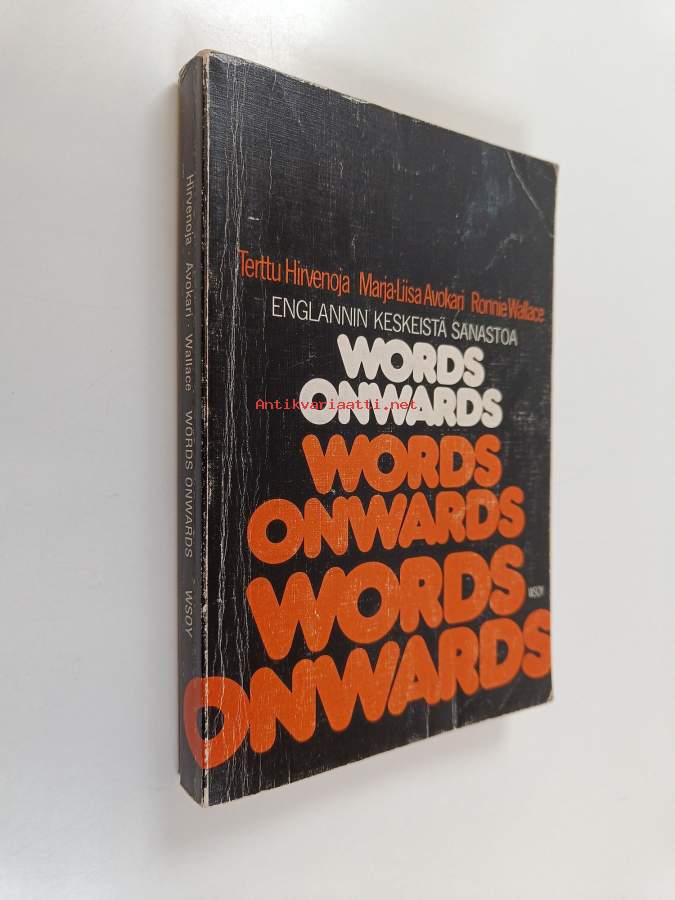 Terttu Hirvenoja Marja-Liisa Avokari Ronnie Wallace
ENGLANNIN KESKEISTÄ SANASTOA
WORDS
ONWARDS
Antikvariaatti.net
WORDS
ONWARDS
WORDS
WSOY
ONWARDS
Hirvenoja · Avokari · Wallace WORDS ONWARDS WSOY